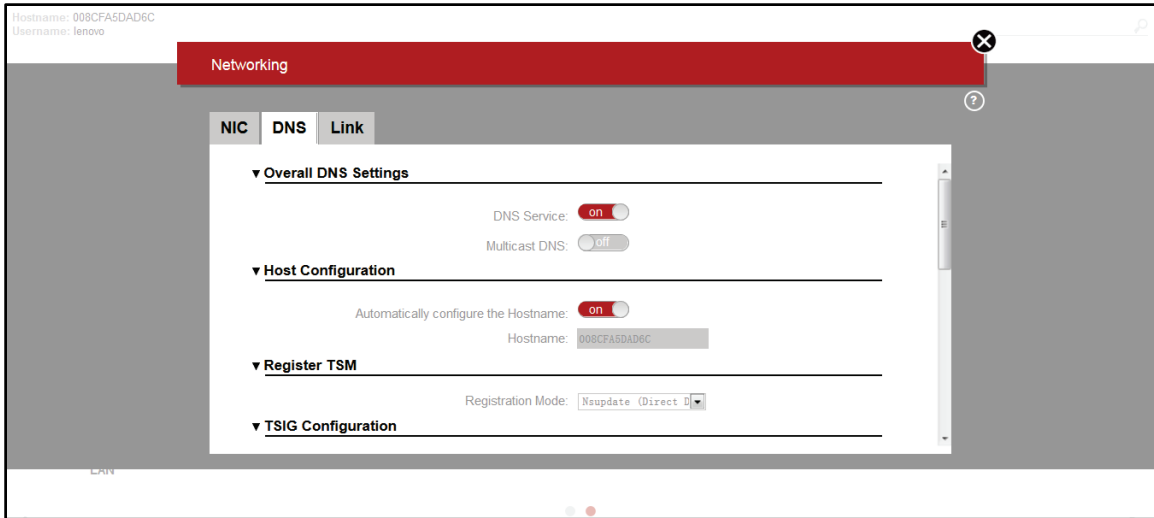 Hostname: 008CFA5DAD6C
Username: lenovo
Networking
NIC DNS Link
▼ Overall DNS Settings
DNS Service: on
Multicast DNS: off
▼ Host Configuration
Automatically configure the Hostname: on
Hostname: 008CFA5DAD6C
▼ Register TSM
Registration Mode: Nsupdate (Direct D
▼ TSIG Configuration
LAN